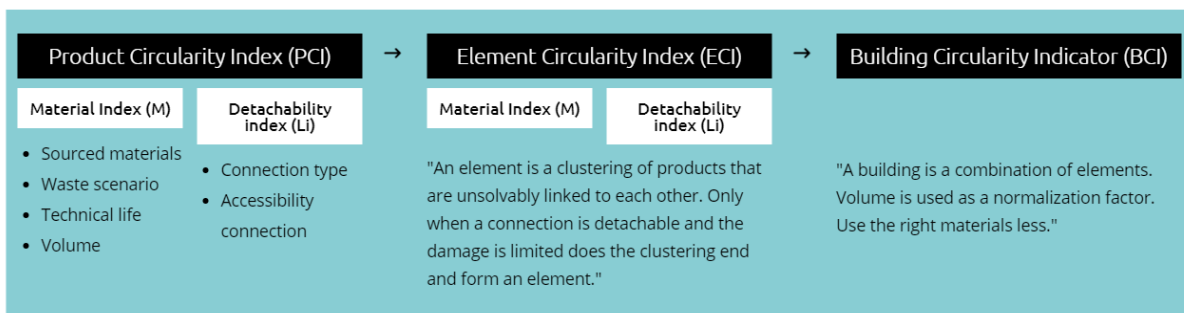 Product Circularity Index (PCI)
→
Element Circularity Index (ECI)
→
Building Circularity Indicator (BCI)
Material Index (M)
Detachability
index (Li)
• Sourced materials
• Waste scenario
• Technical life
• Volume
• Connection type
• Accessibility
connection
Material Index (M)
Detachability
index (Li)
"An element is a clustering of products that
are unsolvably linked to each other. Only
when a connection is detachable and the
damage is limited does the clustering end
and form an element."
"A building is a combination of elements.
Volume is used as a normalization factor.
Use the right materials less."